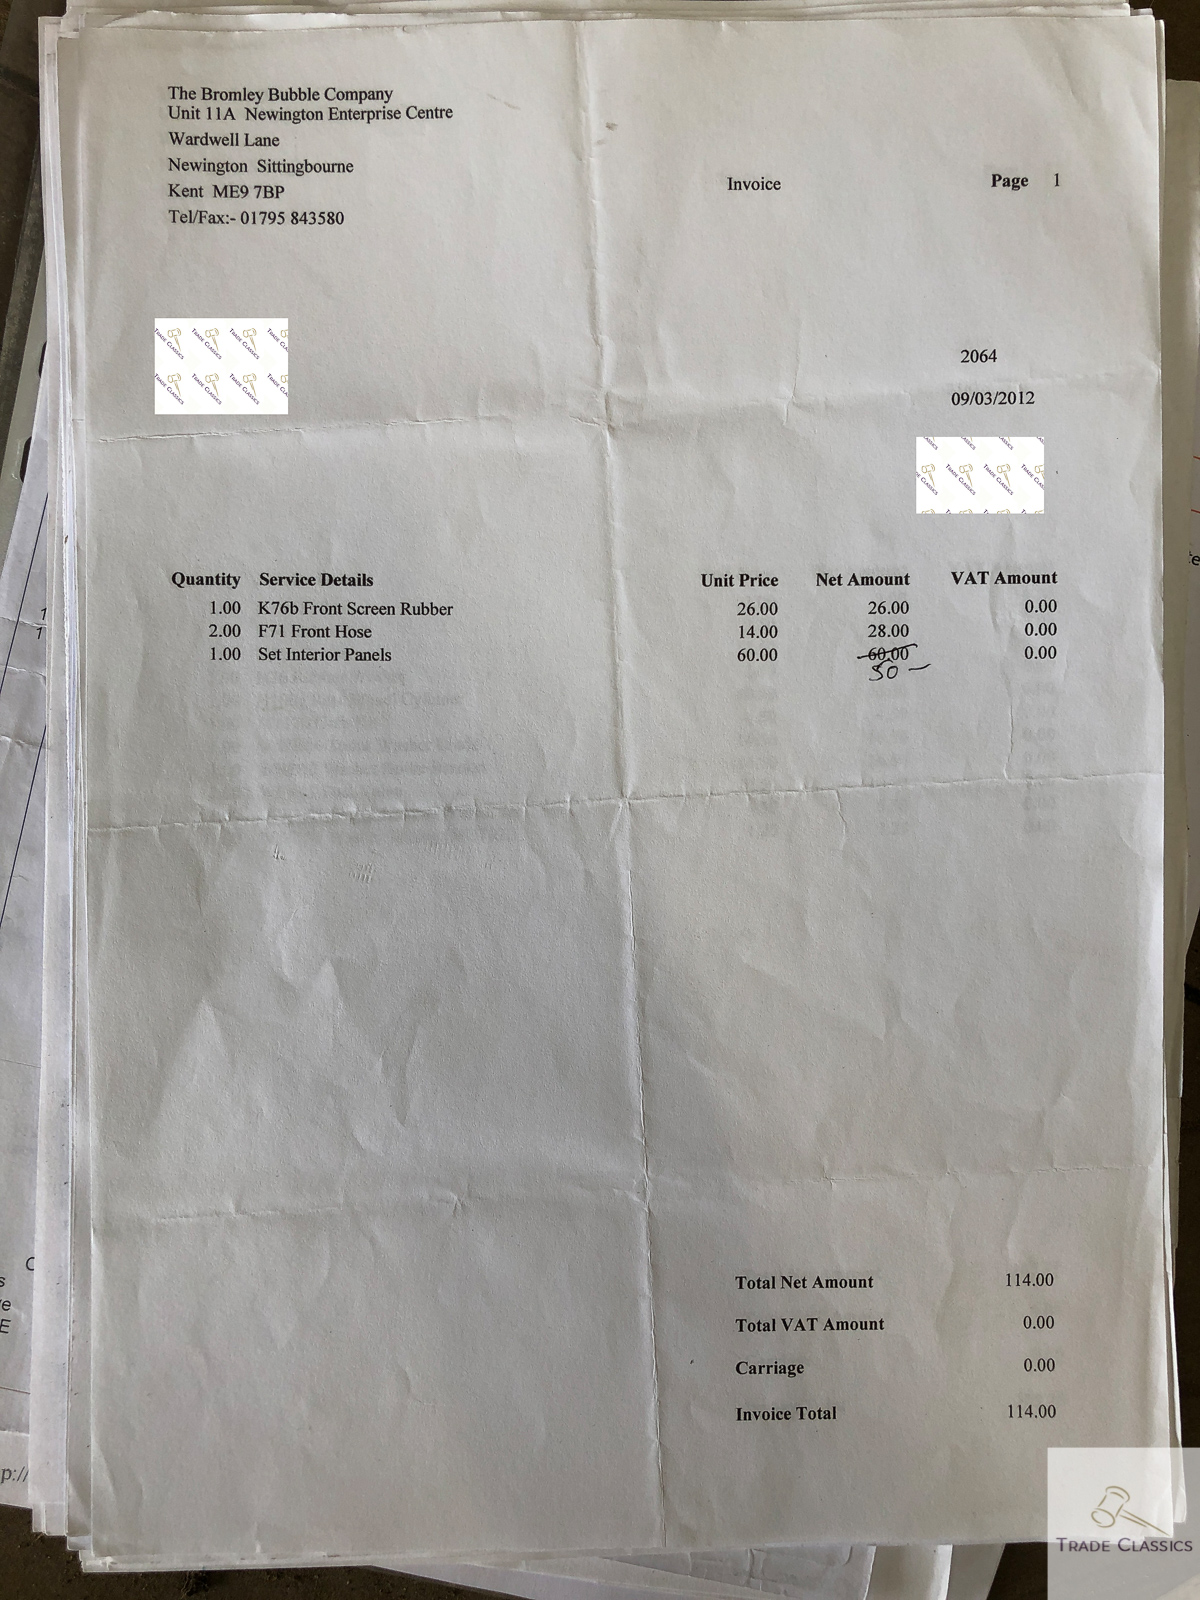 The Bromley Bubble Company
Unit 11A Newington Enterprise Centre
Wardwell Lane
Newington Sittingbourne
Kent ME9 7BP
Tel/Fax:- 01795 843580
Invoice Page 1
2064
09/03/2012
Quantity Service Details Unit Price Net Amount VAT Amount
1.00 K76b Front Screen Rubber 26.00 26.00 0.00
2.00 F71 Front Hose 14.00 28.00 0.00
1.00 Set Interior Panels 60.00 60.00 0.00
50 -
Total Net Amount 114.00
Total VAT Amount 0.00
Carriage 0.00
Invoice Total 114.00
TRADE CLASSICS